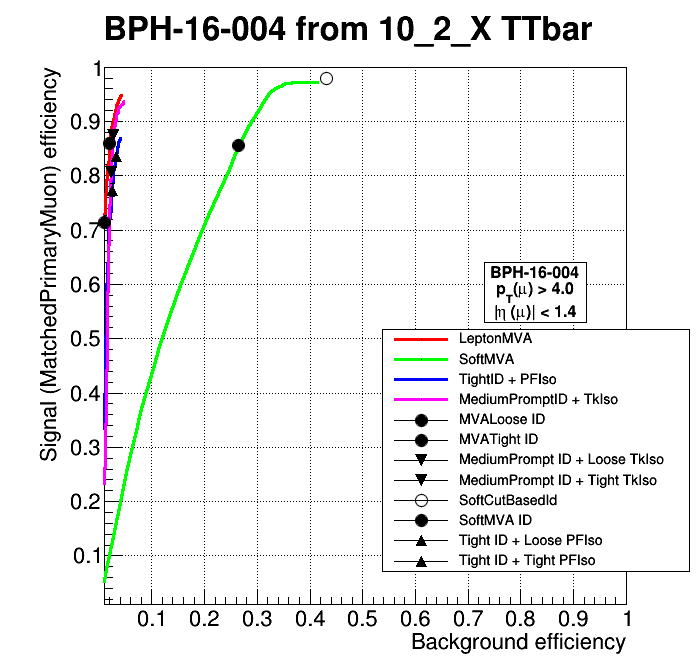 BPH-16-004 from 10_2_X TTbar
Signal (MatchedPrimaryMuon) efficiency
1
0.9
0.8
0.7
0.6
0.5
0.4
0.3
0.2
0.1
BPH-16-004
pT(μ) > 4.0
|η (μ)| < 1.4
LeptonMVA
SoftMVA
TightID + PFIso
MediumPromptID + TkIso
MVALoose ID
MVATight ID
MediumPrompt ID + Loose TkIso
MediumPrompt ID + Tight TkIso
SoftCutBasedId
SoftMVA ID
Tight ID + Loose PFIso
Tight ID + Tight PFIso
0.1 0.2 0.3 0.4 0.5 0.6 0.7 0.8 0.9 1
Background efficiency